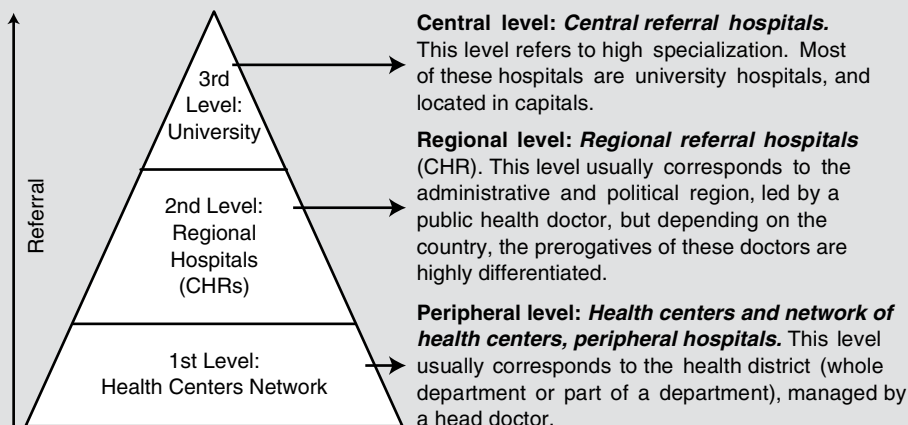 Referral
3rd
Level:
University
2nd Level:
Regional
Hospitals
(CHRs)
1st Level:
Health Centers Network
Central level: Central referral hospitals.
This level refers to high specialization. Most
of these hospitals are university hospitals, and
located in capitals.
Regional level: Regional referral hospitals
(CHR). This level usually corresponds to the
administrative and political region, led by a
public health doctor, but depending on the
country, the prerogatives of these doctors are
highly differentiated.
Peripheral level: Health centers and network of
health centers, peripheral hospitals. This level
usually corresponds to the health district (whole
department or part of a department), managed by
a head doctor.